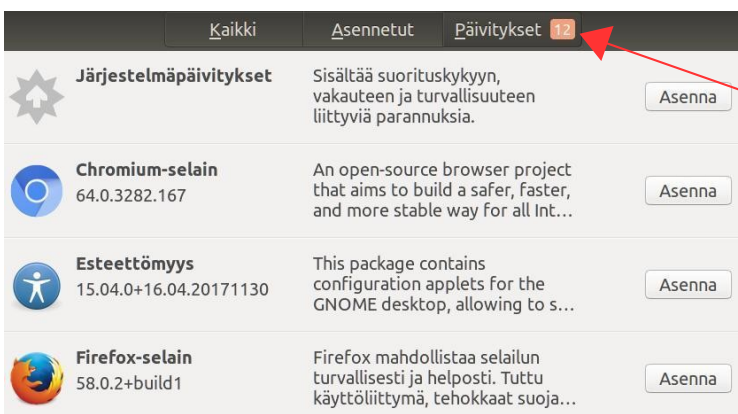 Kaikki Asennetut Päivitykset 12
Järjestelmäpäivitykset
Sisältää suorituskykyyn,
vakauteen ja turvallisuuteen
liittyviä parannuksia.
Asenna
Chromium-selain
64.0.3282.167
An open-source browser project
that aims to build a safer, faster,
and more stable way for all Int...
Asenna
Esteettömyys
15.04.0+16.04.20171130
This package contains
configuration applets for the
GNOME desktop, allowing to s...
Asenna
Firefox-selain
58.0.2+build1
Firefox mahdollistaa selailun
turvallisesti ja helposti. Tuttu
käyttöliittymä, tehokkaat suoja...
Asenna